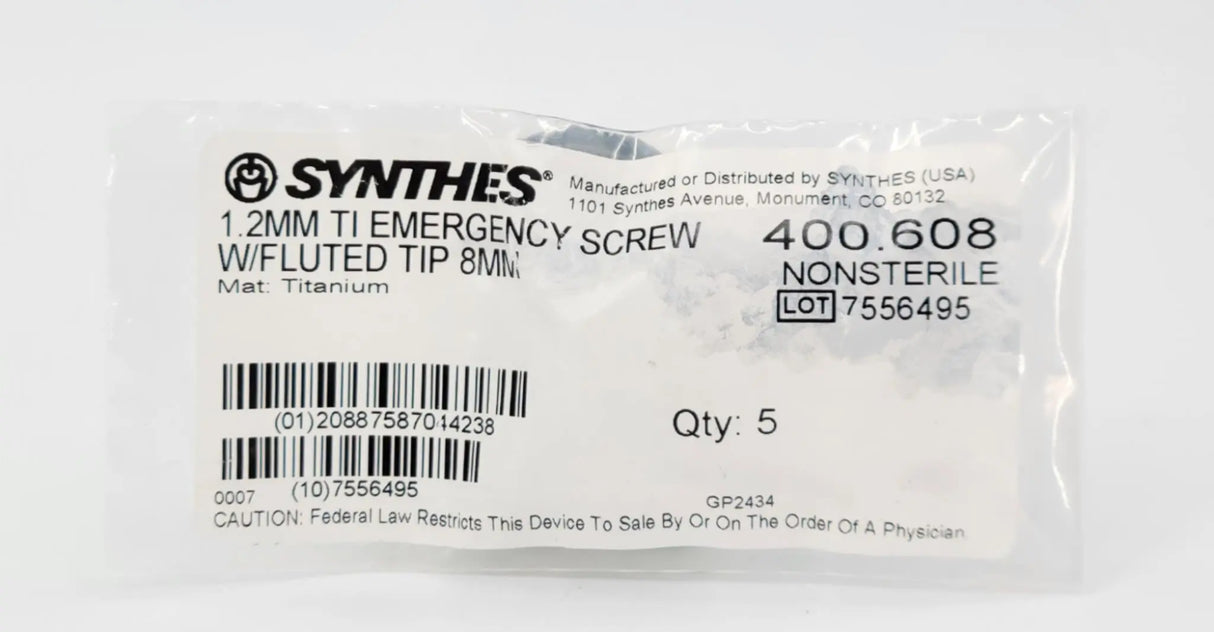 SYNTHES®
Manufactured or Distributed by SYNTHES (USA)
1101 Synthes Avenue, Monument, CO 80132
1.2MM TI EMERGENCY SCREW
W/FLUTED TIP 8MM
Mat: Titanium
400.608
NONSTERILE
LOT 7556495
(01)20887587044238
Qty: 5
(10)7556495
0007
GP2434
CAUTION: Federal Law Restricts This Device To Sale By Or On The Order Of A Physician